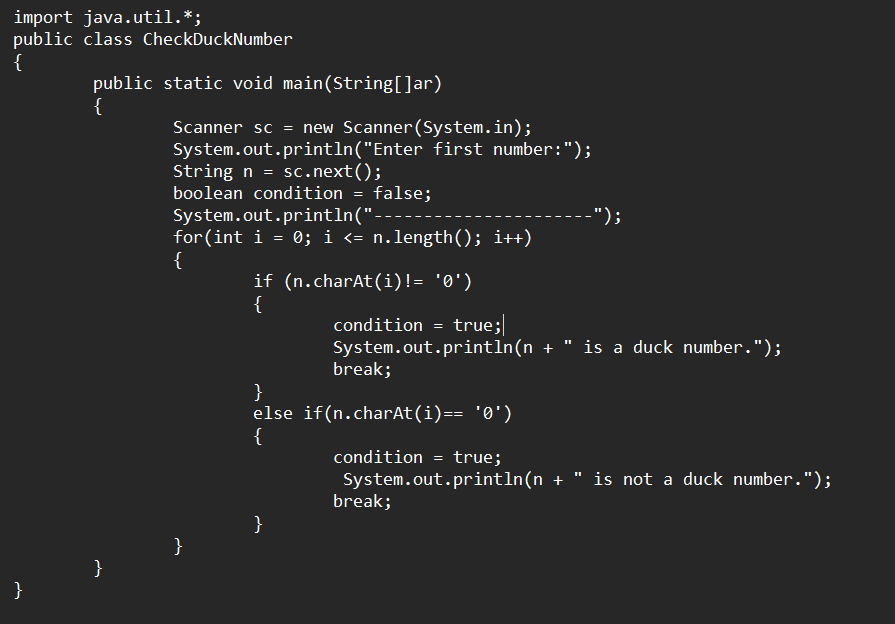 import java.util.*;
public class CheckDuckNumber
{
        public static void main(String[]ar)
        {
                Scanner sc = new Scanner(System.in);
                System.out.println("Enter first number:");
                String n = sc.next();
                boolean condition = false;
                System.out.println("----------------------");
                for(int i = 0; i <= n.length(); i++)
                {
                        if (n.charAt(i)!= '0')
                        {
                                condition = true;
                                System.out.println(n + " is a duck number.");
                                break;
                        }
                        else if(n.charAt(i)== '0')
                        {
                                condition = true;
                                 System.out.println(n + " is not a duck number.");
                                break;
                        }
                }
        }
}